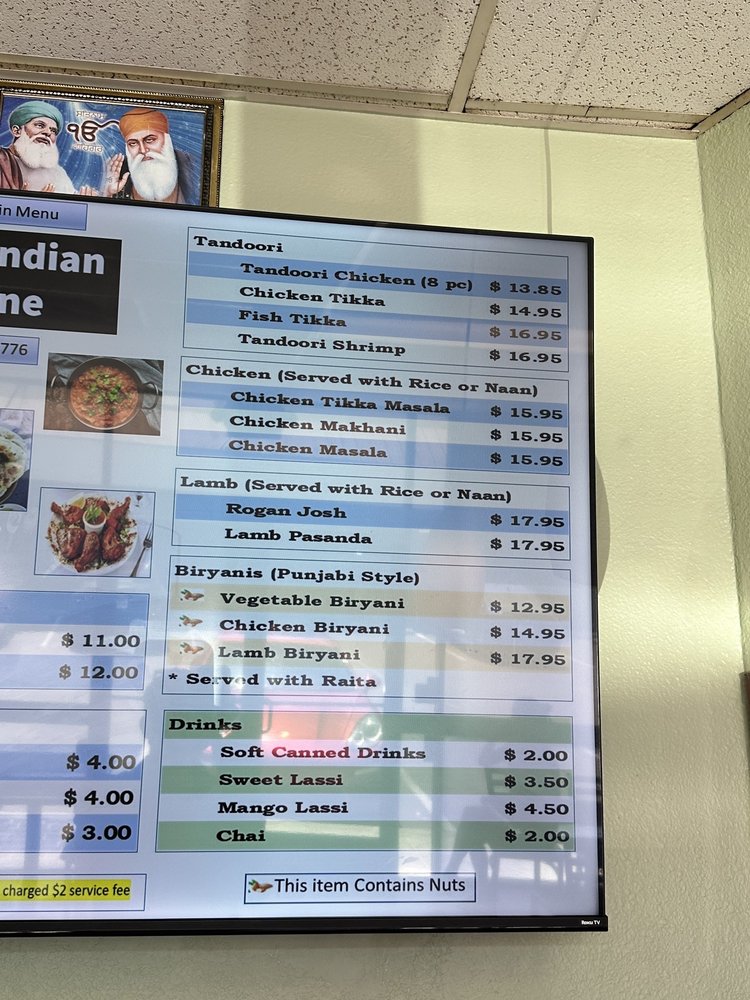 ਸਤਿਨਾਮ
ੴ
ਵਾਹਿਗੁਰੂ
in Menu
ndian
ne
776
Tandoori
Tandoori Chicken (8 pc) $ 13.85
Chicken Tikka $ 14.95
Fish Tikka $ 16.95
Tandoori Shrimp $ 16.95
Chicken (Served with Rice or Naan)
Chicken Tikka Masala $ 15.95
Chicken Makhani $ 15.95
Chicken Masala $ 15.95
Lamb (Served with Rice or Naan)
Rogan Josh $ 17.95
Lamb Pasanda $ 17.95
Biryanis (Punjabi Style)
Vegetable Biryani $ 12.95
Chicken Biryani $ 14.95
Lamb Biryani $ 17.95
* Served with Raita
$ 11.00
$ 12.00
$ 4.00
$ 4.00
$ 3.00
Drinks
Soft Canned Drinks $ 2.00
Sweet Lassi $ 3.50
Mango Lassi $ 4.50
Chai $ 2.00
charged $2 service fee
This item Contains Nuts
Roku TV